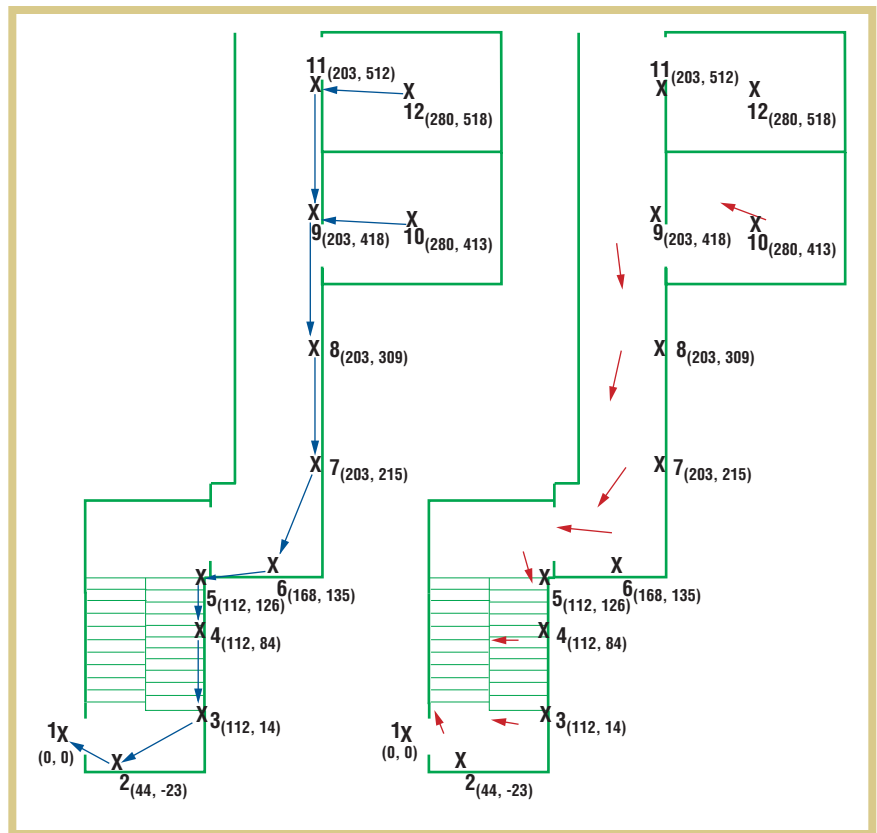 11 (203, 512)
X
X
12 (280, 518)
X
9 (203, 418)
X
10 (280, 413)
X 8 (203, 309)
X 7 (203, 215)
X
6 (168, 135)
X
5 (112, 126)
X 4 (112, 84)
X 3 (112, 14)
1 X
(0, 0)
X
2 (44, -23)
11 (203, 512)
X
X
12 (280, 518)
X
9 (203, 418)
X
10 (280, 413)
X 8 (203, 309)
X 7 (203, 215)
X
6 (168, 135)
X
5 (112, 126)
X 4 (112, 84)
X 3 (112, 14)
1 X
(0, 0)
X
2 (44, -23)